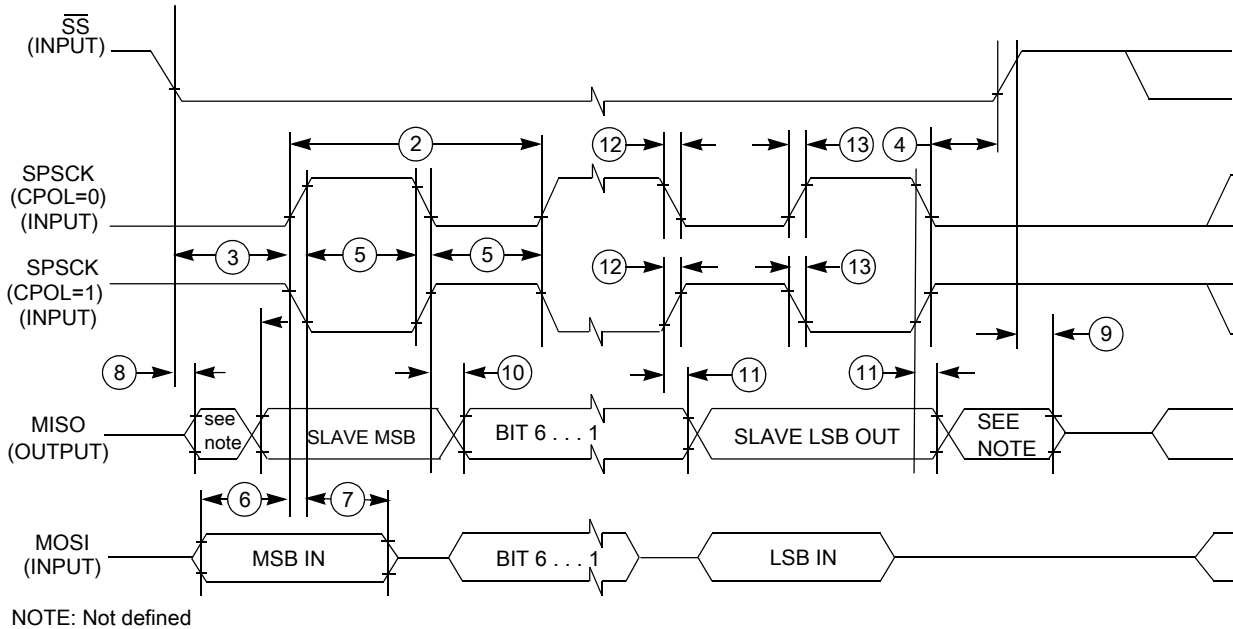 SS
(INPUT)
2
12
13
4
SPSCK
(CPOL=0)
(INPUT)
3
5
5
SPSCK
(CPOL=1)
(INPUT)
12
13
8
10
11
11
9
MISO
(OUTPUT)
see
note
SLAVE MSB
BIT 6 . . . 1
SLAVE LSB OUT
SEE
NOTE
6
7
MOSI
(INPUT)
MSB IN
BIT 6 . . . 1
LSB IN
NOTE: Not defined